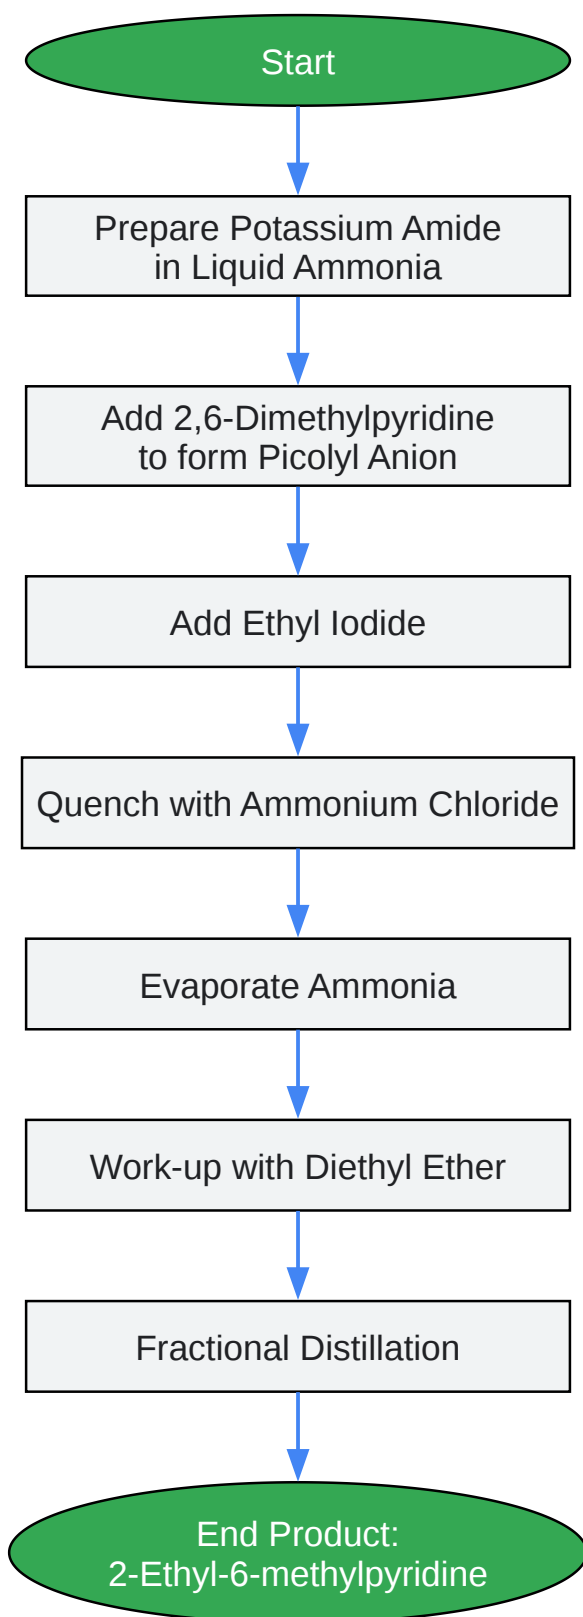 Start
Prepare Potassium Amide
in Liquid Ammonia
Add 2,6-Dimethylpyridine
to form Picolyl Anion
Add Ethyl Iodide
Quench with Ammonium Chloride
Evaporate Ammonia
Work-up with Diethyl Ether
Fractional Distillation
End Product:
2-Ethyl-6-methylpyridine